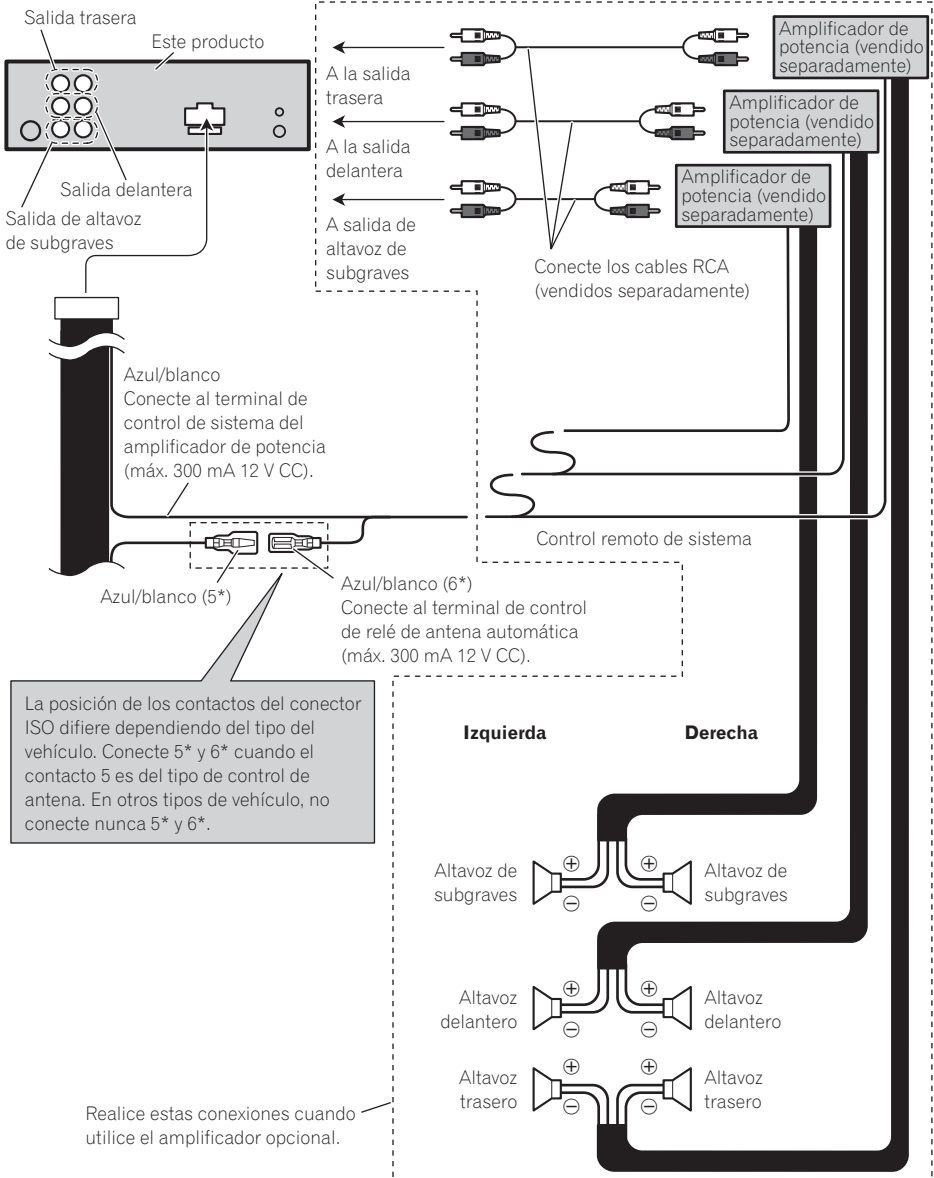 Salida trasera
Este producto
Salida delantera
Salida de altavoz
de subgraves
A la salida
trasera
A la salida
delantera
A salida de
altavoz de
subgraves
Amplificador de
potencia (vendido
separadamente)
Amplificador de
potencia (vendido
separadamente)
Amplificador de
potencia (vendido
separadamente)
Conecte los cables RCA
(vendidos separadamente)
Azul/blanco
Conecte al terminal de
control de sistema del
amplificador de potencia
(máx. 300 mA 12 V CC).
Control remoto de sistema
Azul/blanco (5*)
Azul/blanco (6*)
Conecte al terminal de control
de relé de antena automática
(máx. 300 mA 12 V CC).
La posición de los contactos del conector
ISO difiere dependiendo del tipo del
vehículo. Conecte 5* y 6* cuando el
contacto 5 es del tipo de control de
antena. En otros tipos de vehículo, no
conecte nunca 5* y 6*.
Izquierda
Derecha
Altavoz de
subgraves
⊕
⊖
⊕
⊖
Altavoz de
subgraves
Altavoz
delantero
⊕
⊖
⊕
⊖
Altavoz
delantero
Altavoz
trasero
⊕
⊖
⊕
⊖
Altavoz
trasero
Realice estas conexiones cuando
utilice el amplificador opcional.